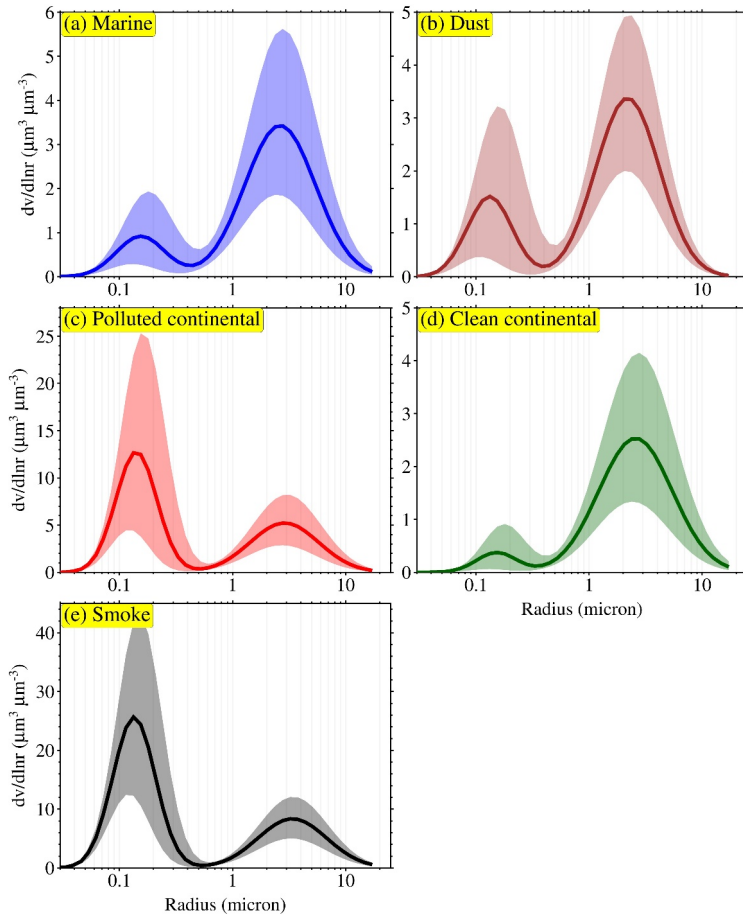 (a) Marine
6
5
4
3
2
1
0
0.1 1 10
dv/dlnr (μm³ μm⁻³)
(b) Dust
5
4
3
2
1
0
0.1 1 10
(c) Polluted continental
25
20
15
10
5
0
0.1 1 10
dv/dlnr (μm³ μm⁻³)
(d) Clean continental
5
4
3
2
1
0
0.1 1 10
Radius (micron)
(e) Smoke
40
30
20
10
0
0.1 1 10
dv/dlnr (μm³ μm⁻³)
Radius (micron)